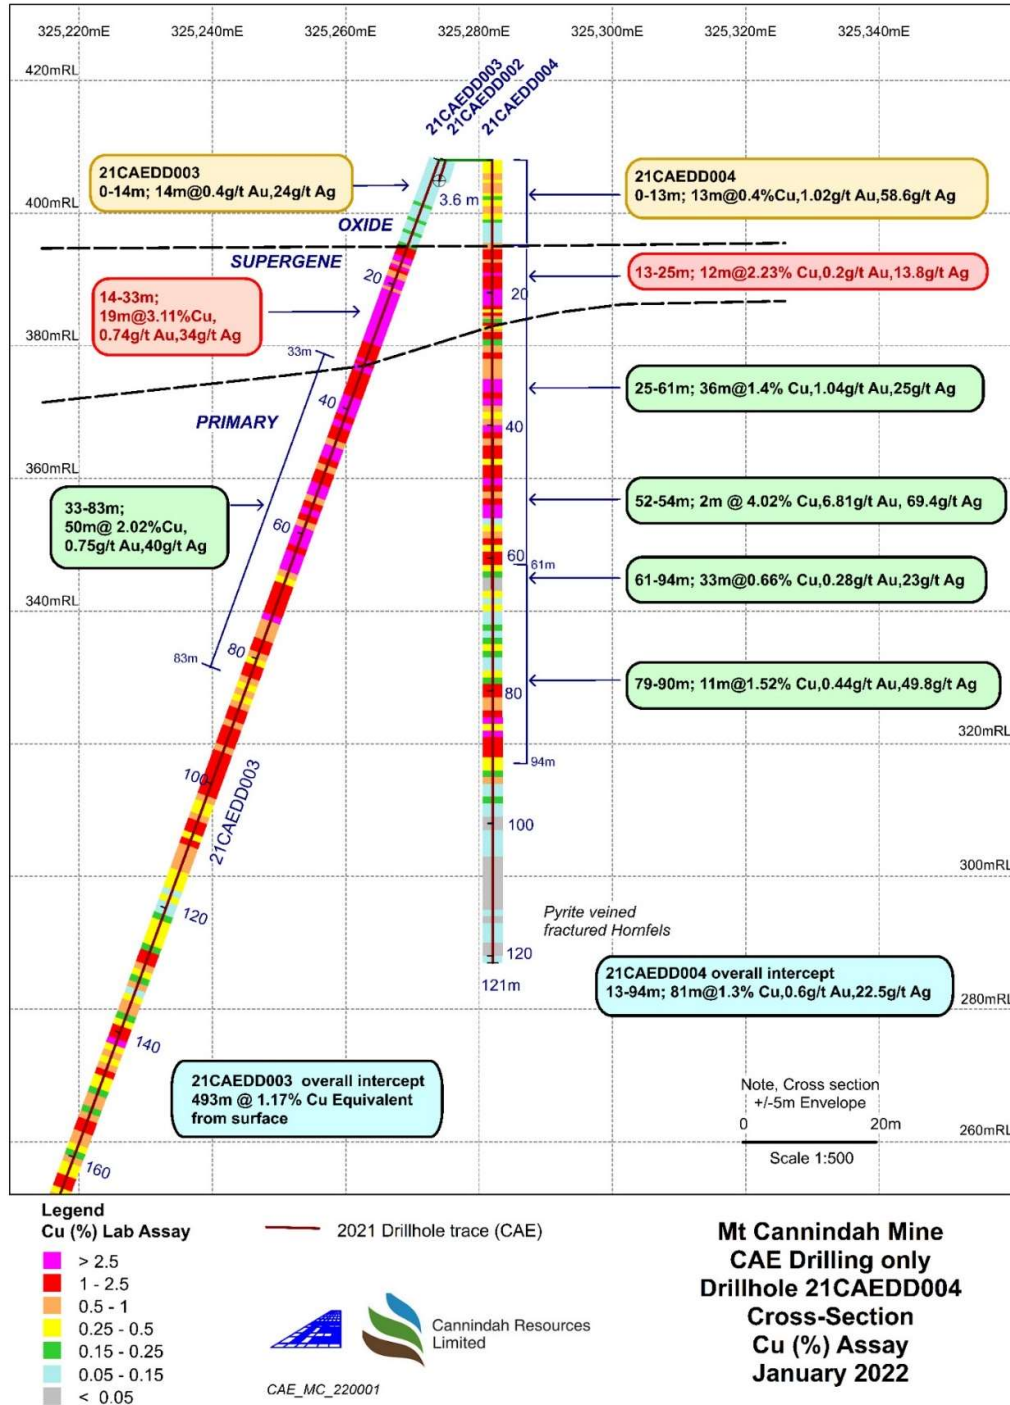 325,220mE 325,240mE 325,260mE 325,280mE 325,300mE 325,320mE 325,340mE
420mRL
21CAEDD003
21CAEDD002
21CAEDD004
21CAEDD003
0-14m; 14m@0.4g/t Au,24g/t Ag
21CAEDD004
0-13m; 13m@0.4%Cu,1.02g/t Au,58.6g/t Ag
3.6 m
400mRL
OXIDE
SUPERGENE
20
20
13-25m; 12m@2.23% Cu,0.2g/t Au,13.8g/t Ag
14-33m;
19m@3.11%Cu,
0.74g/t Au,34g/t Ag
380mRL
33m
25-61m; 36m@1.4% Cu,1.04g/t Au,25g/t Ag
40
40
PRIMARY
360mRL
52-54m; 2m @ 4.02% Cu,6.81g/t Au, 69.4g/t Ag
33-83m;
50m@ 2.02%Cu,
0.75g/t Au,40g/t Ag
60
60
61m
61-94m; 33m@0.66% Cu,0.28g/t Au,23g/t Ag
340mRL
80
83m
80
79-90m; 11m@1.52% Cu,0.44g/t Au,49.8g/t Ag
320mRL
94m
100
21CAEDD003
100
300mRL
120
Pyrite veined
fractured Hornfels
120
121m
21CAEDD004 overall intercept
13-94m; 81m@1.3% Cu,0.6g/t Au,22.5g/t Ag
280mRL
140
21CAEDD003 overall intercept
493m @ 1.17% Cu Equivalent
from surface
Note, Cross section
+/-5m Envelope
0 20m
Scale 1:500
260mRL
160
Legend
Cu (%) Lab Assay
> 2.5
1 - 2.5
0.5 - 1
0.25 - 0.5
0.15 - 0.25
0.05 - 0.15
< 0.05
2021 Drillhole trace (CAE)
Cannindah Resources
Limited
CAE_MC_220001
Mt Cannindah Mine
CAE Drilling only
Drillhole 21CAEDD004
Cross-Section
Cu (%) Assay
January 2022